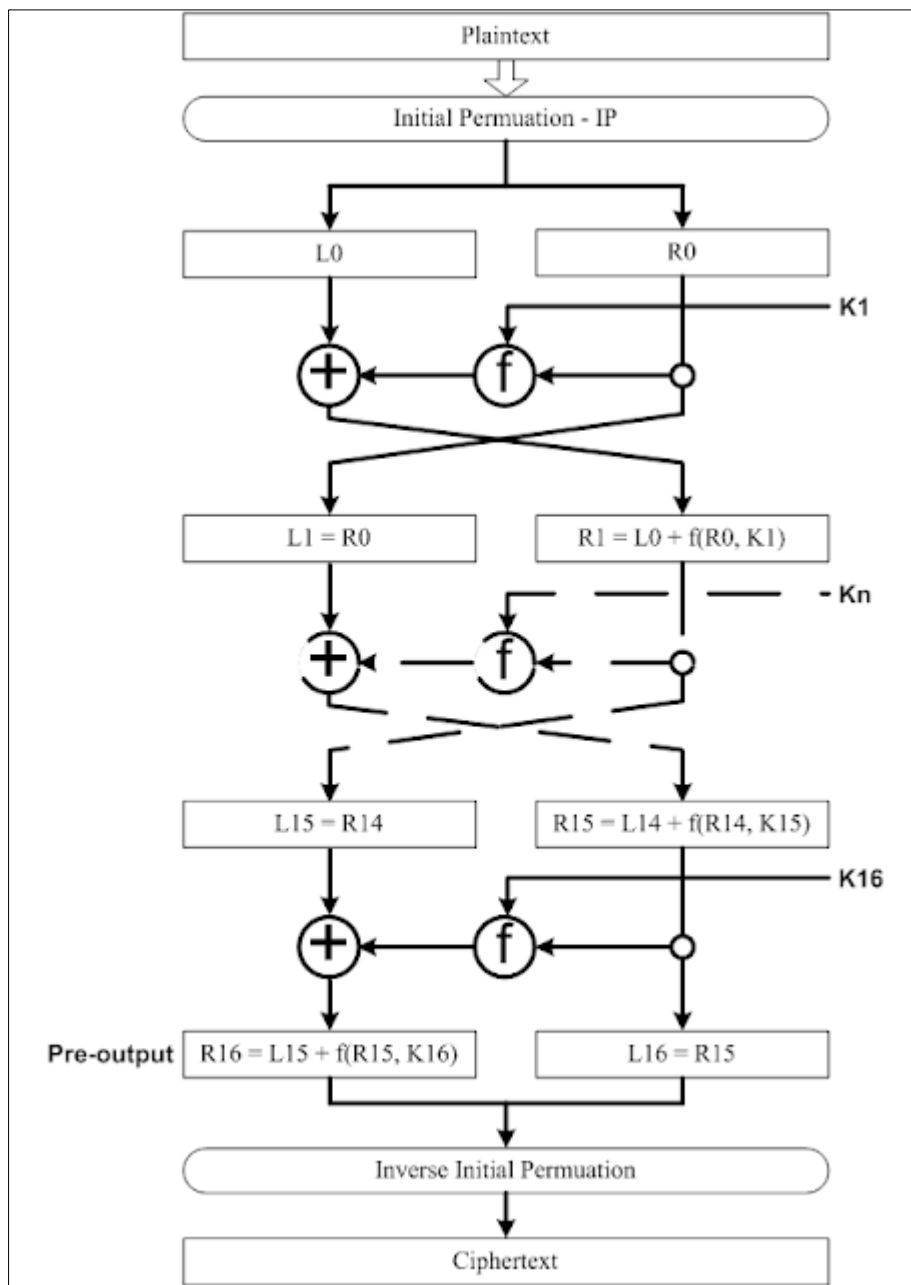 Plaintext
Initial Permuation - IP
L0
R0
K1
+
f
L1 = R0
R1 = L0 + f(R0, K1)
Kn
+
f
L15 = R14
R15 = L14 + f(R14, K15)
K16
+
f
Pre-output
R16 = L15 + f(R15, K16)
L16 = R15
Inverse Initial Permuation
Ciphertext